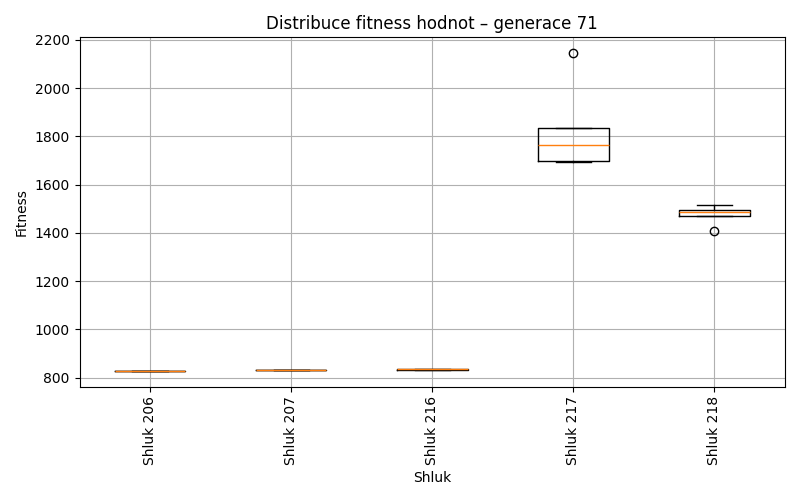 Distribuce fitness hodnot – generace 71
2200
2000
1800
1600
1400
1200
1000
800
Fitness
Shluk 206
Shluk 207
Shluk 216
Shluk 217
Shluk 218
Shluk